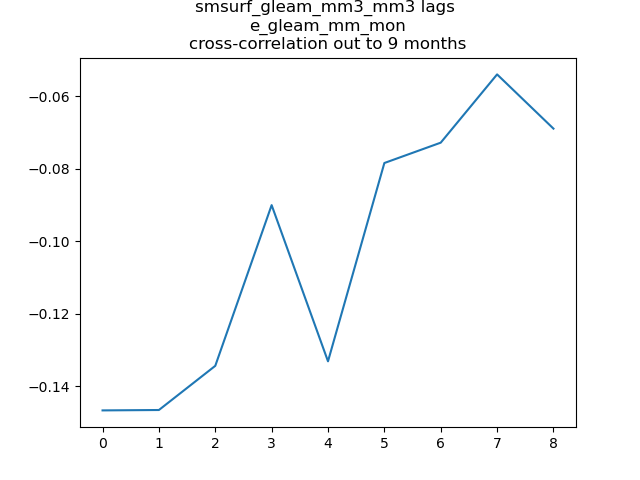 smsurf_gleam_mm3_mm3 lags
e_gleam_mm_mon
cross-correlation out to 9 months
−0.06
−0.08
−0.10
−0.12
−0.14
0 1 2 3 4 5 6 7 8